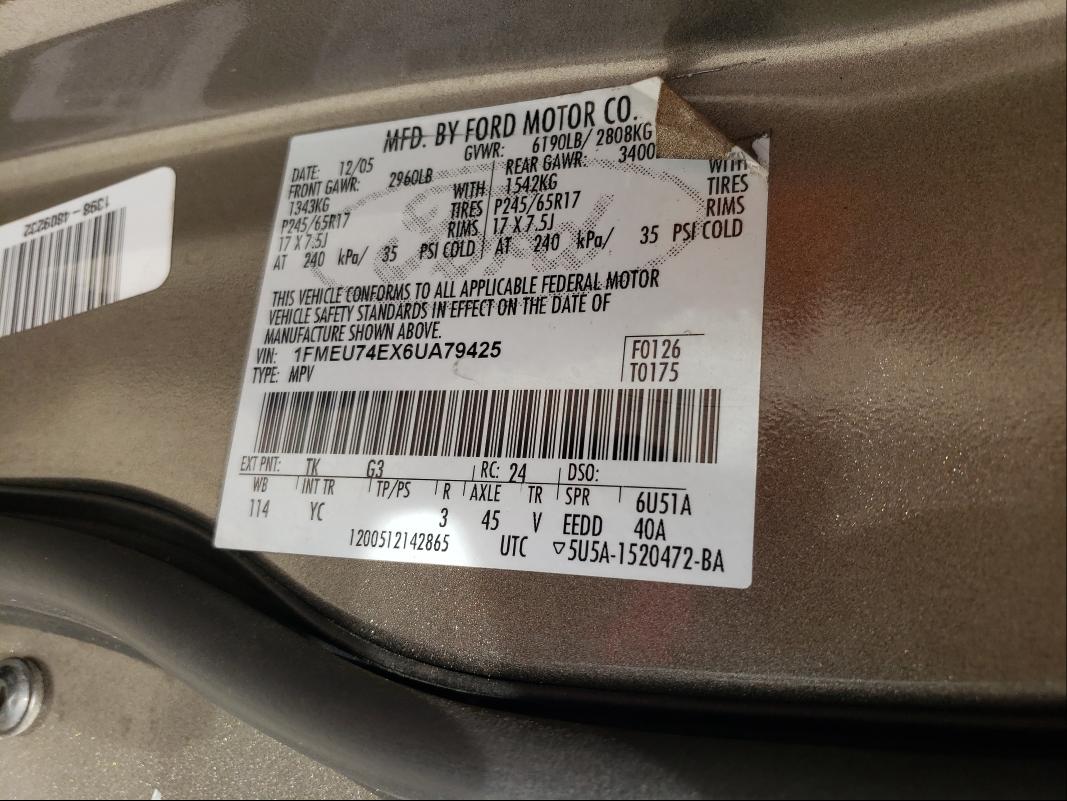 MFD. BY FORD MOTOR CO.
DATE: 12/05 GVWR: 6190LB/ 2808KG
FRONT GAWR: 2960LB REAR GAWR: 3400
1343KG WITH 1542KG WITH
P245/65R17 TIRES P245/65R17 TIRES
17 X 7.5J RIMS 17 X 7.5J RIMS
AT 240 kPa/ 35 PSI COLD AT 240 kPa/ 35 PSI COLD
Ford
THIS VEHICLE CONFORMS TO ALL APPLICABLE FEDERAL MOTOR
VEHICLE SAFETY STANDARDS IN EFFECT ON THE DATE OF
MANUFACTURE SHOWN ABOVE.
VIN: 1FMEU74EX6UA79425 F0126
TYPE: MPV T0175
EXT PNT: TK G3 RC: 24 DSO:
WB INT TR TP/PS R AXLE TR SPR 6U51A
114 YC 3 45 V EEDD 40A
1200512142865 UTC ▽5U5A-1520472-BA
1398 - 4809232